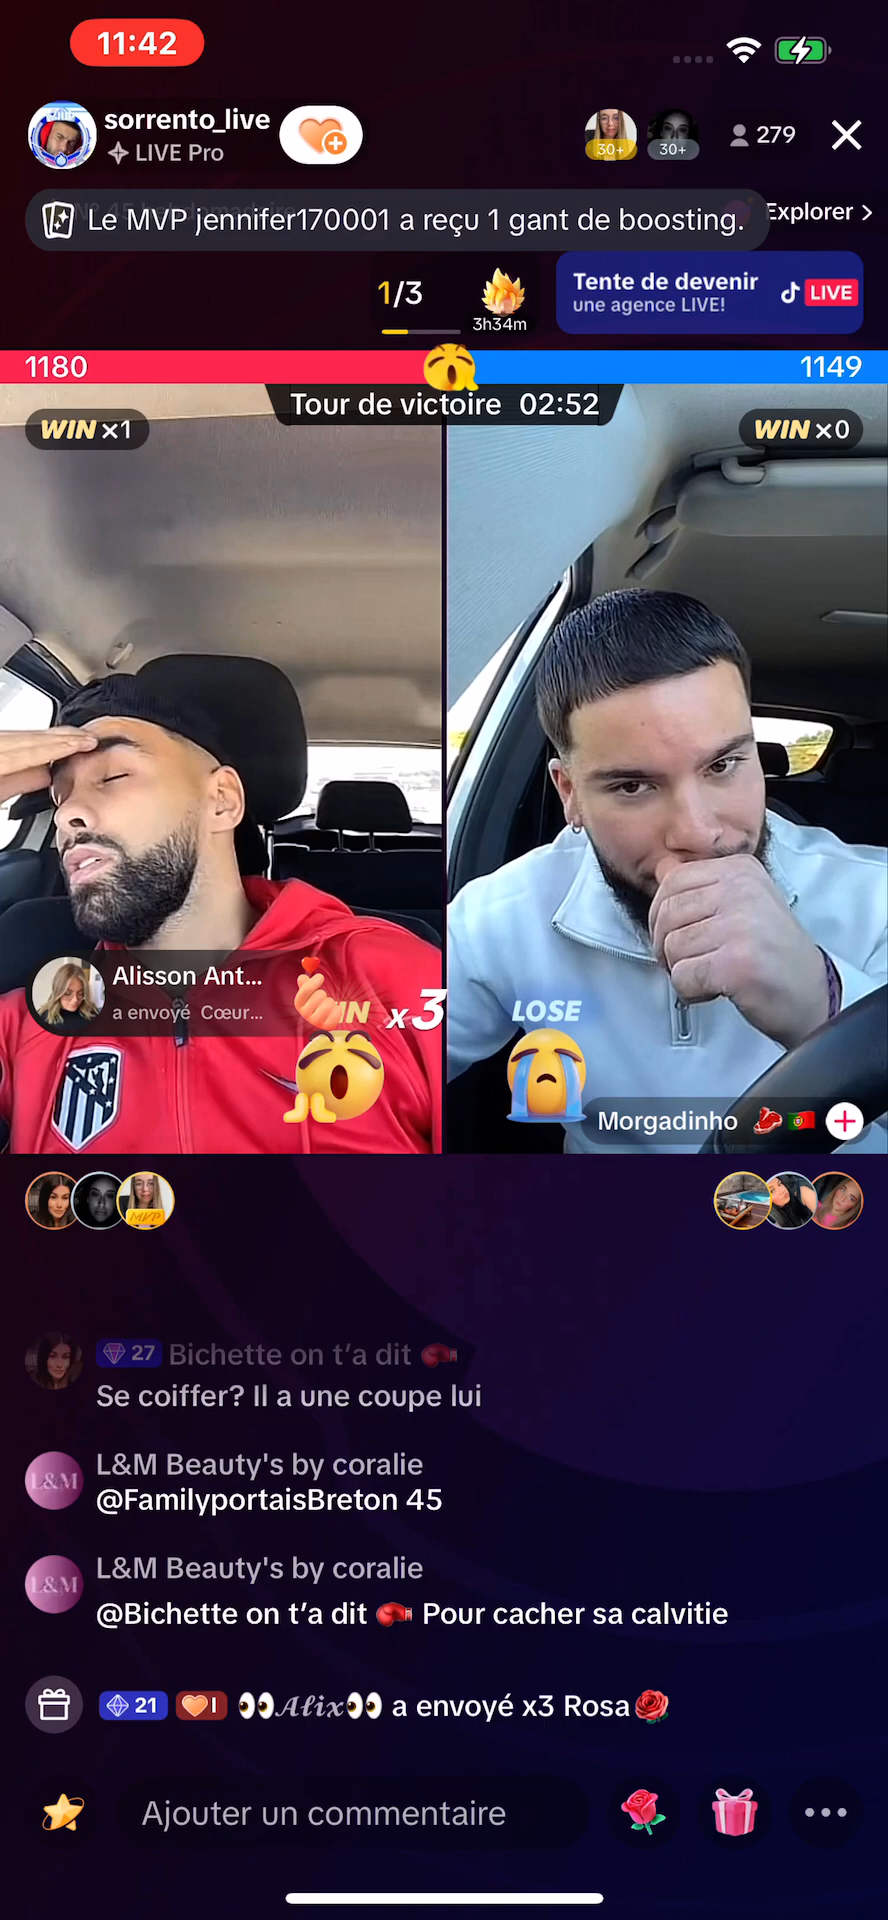 11:42
sorrento_live
LIVE Pro
30+
30+
279
Le MVP jennifer170001 a reçu 1 gant de boosting.
Explorer >
1/3
3h34m
Tente de devenir
une agence LIVE!
LIVE
1180
1149
Tour de victoire 02:52
WIN x1
WIN x0
Alisson Ant...
a envoyé Cœur...
WIN x3
LOSE
Morgadinho 🥩🇵🇹
MVP
27 Bichette on t’a dit 🥊
Se coiffer? Il a une coupe lui
L&M
L&M Beauty's by coralie
@FamilyportaisBreton 45
L&M
L&M Beauty's by coralie
@Bichette on t’a dit 🥊 Pour cacher sa calvitie
21 I 👀𝓐𝓵𝓲𝔁👀 a envoyé x3 Rosa🌹
Ajouter un commentaire